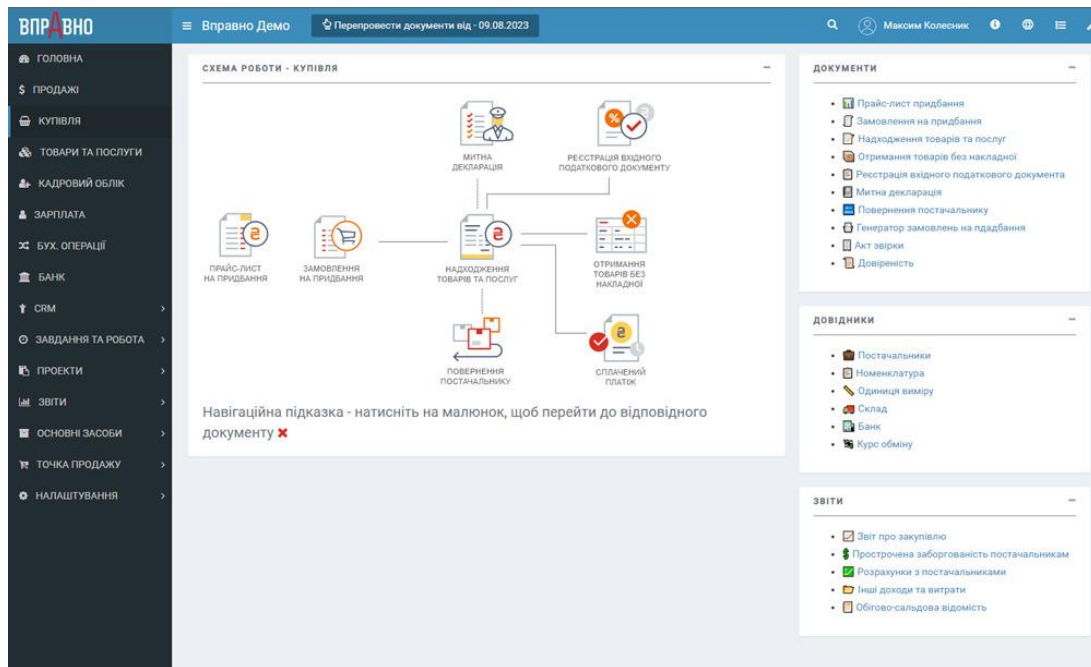 ВПРАВНО
Вправно Демо
Перепровести документи від - 09.08.2023
Максим Колесник
ГОЛОВНА
ПРОДАЖІ
КУПІВЛЯ
ТОВАРИ ТА ПОСЛУГИ
КАДРОВИЙ ОБЛІК
ЗАРПЛАТА
БУХ. ОПЕРАЦІЇ
БАНК
CRM
ЗАВДАННЯ ТА РОБОТА
ПРОЕКТИ
ЗВІТИ
ОСНОВНІ ЗАСОБИ
ТОЧКА ПРОДАЖУ
НАЛАШТУВАННЯ
СХЕМА РОБОТИ - КУПІВЛЯ
МИТНА
ДЕКЛАРАЦІЯ
РЕЄСТРАЦІЯ ВХІДНОГО
ПОДАТКОВОГО ДОКУМЕНТУ
ПРАЙС-ЛИСТ
НА ПРИДБАННЯ
ЗАМОВЛЕННЯ
НА ПРИДБАННЯ
НАДХОДЖЕННЯ
ТОВАРІВ ТА ПОСЛУГ
ОТРИМАННЯ
ТОВАРІВ БЕЗ
НАКЛАДНОЇ
ПОВЕРНЕННЯ
ПОСТАЧАЛЬНИКУ
СПЛАЧЕНИЙ
ПЛАТІЖ
Навігаційна підказка - натисніть на малюнок, щоб перейти до відповідного
документу
ДОКУМЕНТИ
Прайс-лист придбання
Замовлення на придбання
Надходження товарів та послуг
Отримання товарів без накладної
Реєстрація вхідного податкового документа
Митна декларація
Повернення постачальнику
Генератор замовлень на пдадбання
Акт звірки
Довіреність
ДОВІДНИКИ
Постачальники
Номенклатура
Одиниця виміру
Склад
Банк
Курс обміну
ЗВІТИ
Звіт про закупівлю
Прострочена заборгованість постачальникам
Розрахунки з постачальниками
Інші доходи та витрати
Обігово-сальдова відомість